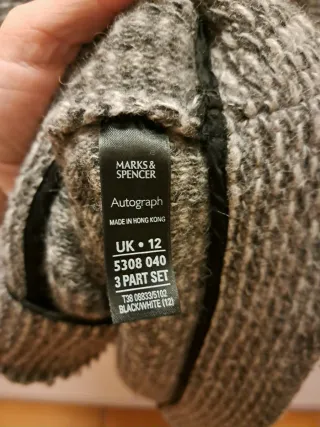 MARKS &
SPENCER
Autograph
MADE IN HONG KONG
UK • 12
5308 040
3 PART SET
T38 06833/5102
BLACK/WHITE (12)